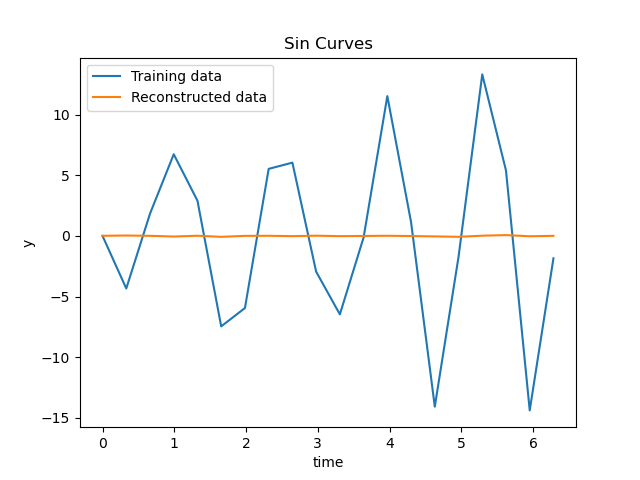 Sin Curves
Training data
Reconstructed data
10
5
0
−5
−10
−15
y
0 1 2 3 4 5 6
time